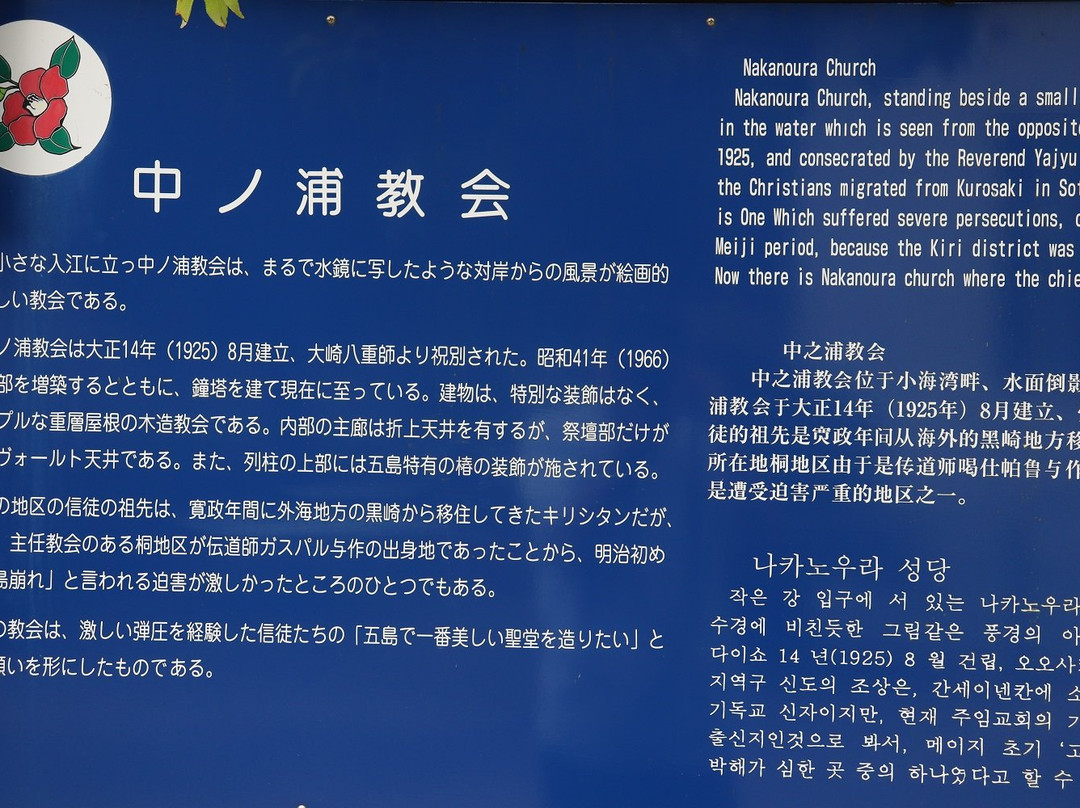 中ノ浦教会
小さな入江に立っ中ノ浦教会は、まるで水鏡に写したような対岸からの風景が絵画的
しい教会である。
ノ浦教会は大正14年（1925）8月建立、大崎八重師より祝別された。昭和41年（1966）
部を増築するとともに、鐘塔を建て現在に至っている。建物は、特別な装飾はなく、
プルな重層屋根の木造教会である。内部の主廊は折上天井を有するが、祭壇部だけが
ヴォールト天井である。また、列柱の上部には五島特有の椿の装飾が施されている。
の地区の信徒の祖先は、寛政年間に外海地方の黒崎から移住してきたキリシタンだが、
、主任教会のある桐地区が伝道師ガスパル与作の出身地であったことから、明治初め
島崩れ」と言われる迫害が激しかったところのひとつでもある。
の教会は、激しい弾圧を経験した信徒たちの「五島で一番美しい聖堂を造りたい」と
願いを形にしたものである。
Nakanoura Church
Nakanoura Church, standing beside a small
in the water which is seen from the opposite
1925, and consecrated by the Reverend Yajyu
the Christians migrated from Kurosaki in Sot
is One Which suffered severe persecutions,
Meiji period, because the Kiri district was
Now there is Nakanoura church where the chie
中之浦教会
中之浦教会位于小海湾畔、水面倒影
浦教会于大正14年（1925年）8月建立、
徒的祖先是寛政年间从海外的黑崎地方移
所在地桐地区由于是传道师喝仕帕鲁与作
是遭受迫害严重的地区之一。
나카노우라 성당
작은 강 입구에 서 있는 나카노우라
수경에 비친듯한 그림같은 풍경의 아
다이쇼 14 년(1925) 8 월 건립, 오오사
지역구 신도의 조상은, 간세이넨칸에 소
기독교 신자이지만, 현재 주임교회의 기
출신지인것으로 봐서, 메이지 초기 ‘고
박해가 심한 곳 중의 하나였다고 할 수